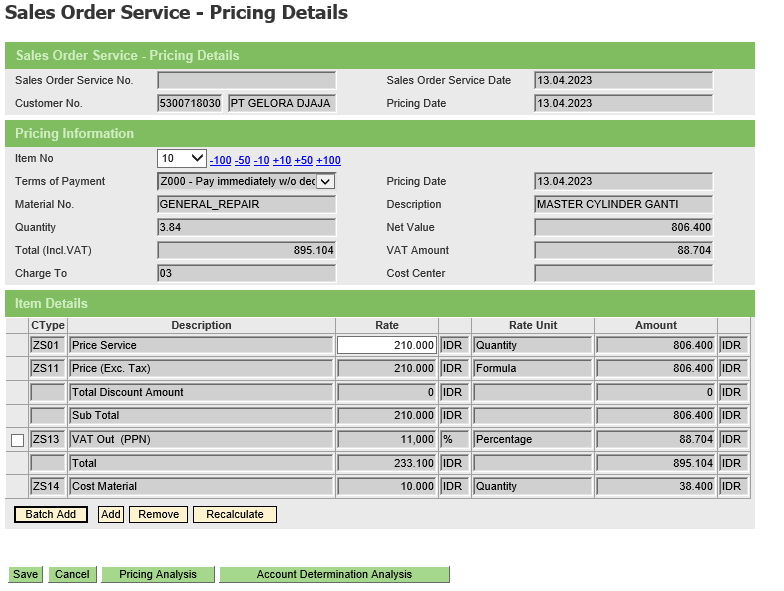 Sales Order Service - Pricing Details
Sales Order Service - Pricing Details
Sales Order Service No. Sales Order Service Date 13.04.2023
Customer No. 5300718030 PT GELORA DJAJA Pricing Date 13.04.2023
Pricing Information
Item No 10 -100 -50 -10 +10 +50 +100
Terms of Payment Z000 - Pay immediately w/o dec Pricing Date 13.04.2023
Material No. GENERAL_REPAIR Description MASTER CYLINDER GANTI
Quantity 3.84 Net Value 806.400
Total (Incl.VAT) 895.104 VAT Amount 88.704
Charge To 03 Cost Center
Item Details
CType Description Rate Rate Unit Amount
ZS01 Price Service 210.000 IDR Quantity 806.400 IDR
ZS11 Price (Exc. Tax) 210.000 IDR Formula 806.400 IDR
Total Discount Amount 0 IDR 0 IDR
Sub Total 210.000 IDR 806.400 IDR
ZS13 VAT Out (PPN) 11,000 % Percentage 88.704 IDR
Total 233.100 IDR 895.104 IDR
ZS14 Cost Material 10.000 IDR Quantity 38.400 IDR
Batch Add Add Remove Recalculate
Save Cancel Pricing Analysis Account Determination Analysis